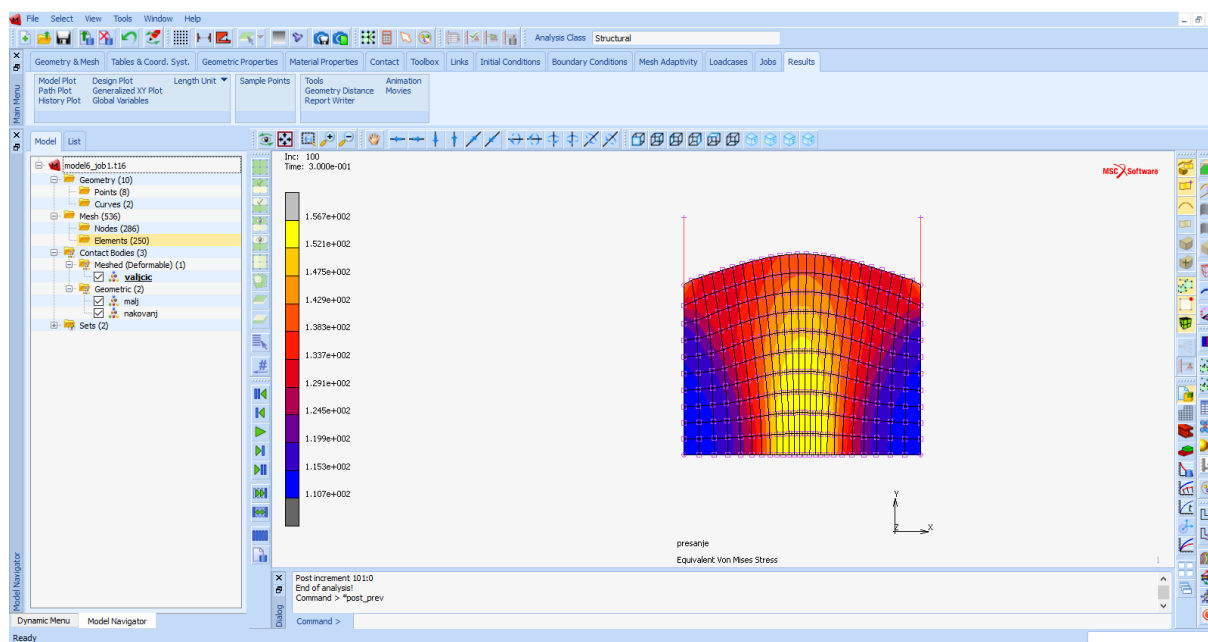 File Select View Tools Window Help
Analysis Class Structural
Geometry & Mesh Tables & Coord. Syst. Geometric Properties Material Properties Contact Toolbox Links Initial Conditions Boundary Conditions Mesh Adaptivity Loadcases Jobs Results
Model Plot Design Plot Length Unit Sample Points Tools Animation
Path Plot Generalized XY Plot Geometry Distance Movies
History Plot Global Variables Report Writer
Main Menu
Model List
model6_job1.t16
Geometry (10)
Points (8)
Curves (2)
Mesh (536)
Nodes (286)
Elements (250)
Contact Bodies (3)
Meshed (Deformable) (1)
valjcic
Geometric (2)
malj
nakovanj
Sets (2)
Model Navigator
Dynamic Menu Model Navigator
Ready
Inc: 100
Time: 3.000e-001
MSC Software
1.567e+002
1.521e+002
1.475e+002
1.429e+002
1.383e+002
1.337e+002
1.291e+002
1.245e+002
1.199e+002
1.153e+002
1.107e+002
Y
Z X
presanje
Equivalent Von Mises Stress
1
Dialog
Post increment 101:0
End of analysis!
Command > *post_prev
Command >